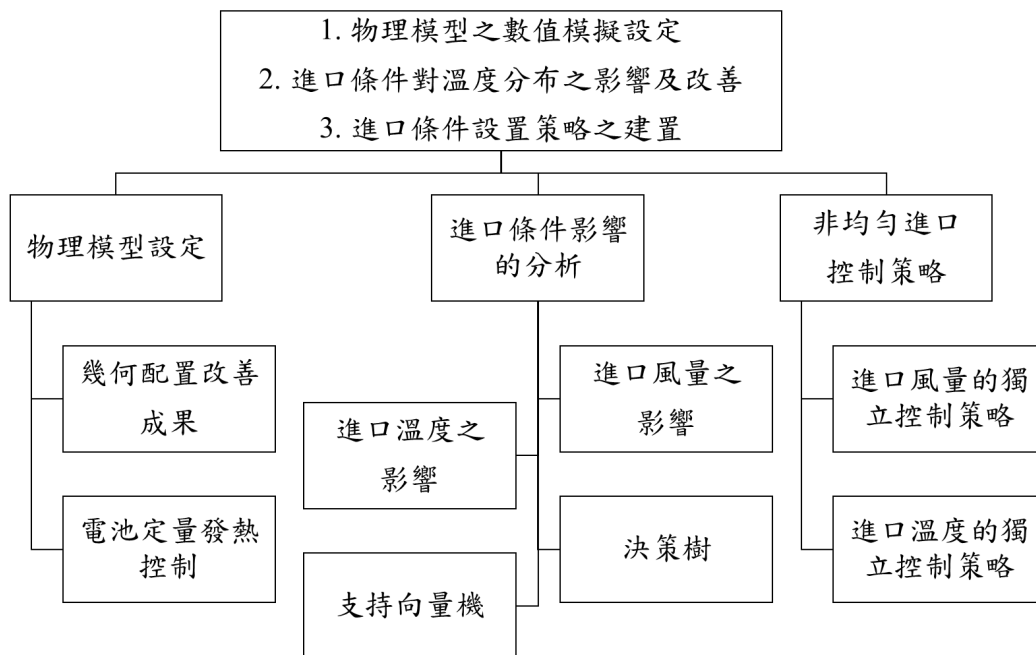 1. 物理模型之數值模擬設定
2. 進口條件對溫度分布之影響及改善
3. 進口條件設置策略之建置
物理模型設定
進口條件影響
的分析
非均勻進口
控制策略
幾何配置改善
成果
進口風量之
影響
進口溫度之
影響
進口風量的獨
立控制策略
電池定量發熱
控制
決策樹
支持向量機
進口溫度的獨
立控制策略